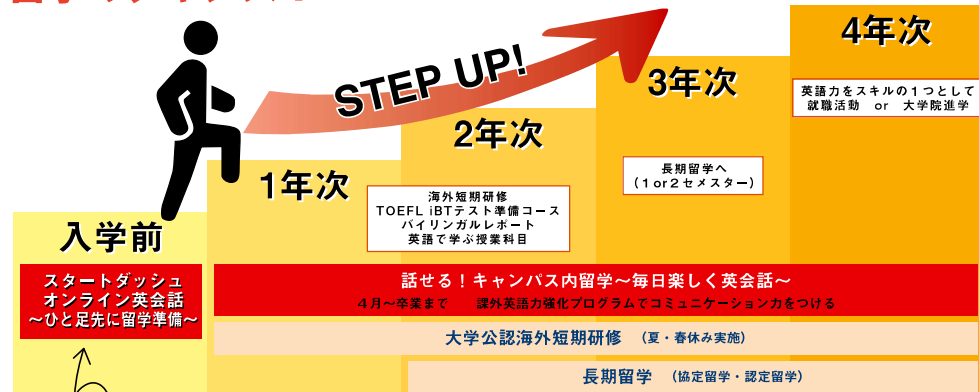 STEP UP!
4年次
英語力をスキルの1つとして
就職活動 or 大学院進学
3年次
長期留学へ
(1or2セメスター)
2年次
海外短期研修
TOEFL iBTテスト準備コース
バイリンガルレポート
英語で学ぶ授業科目
1年次
入学前
スタートダッシュ
オンライン英会話
~ひと足先に留学準備~
話せる!キャンパス内留学~毎日楽しく英会話~
4月~卒業まで 課外英語力強化プログラムでコミュニケーション力をつける
大学公認海外短期研修 (夏・春休み実施)
長期留学 (協定留学・認定留学)